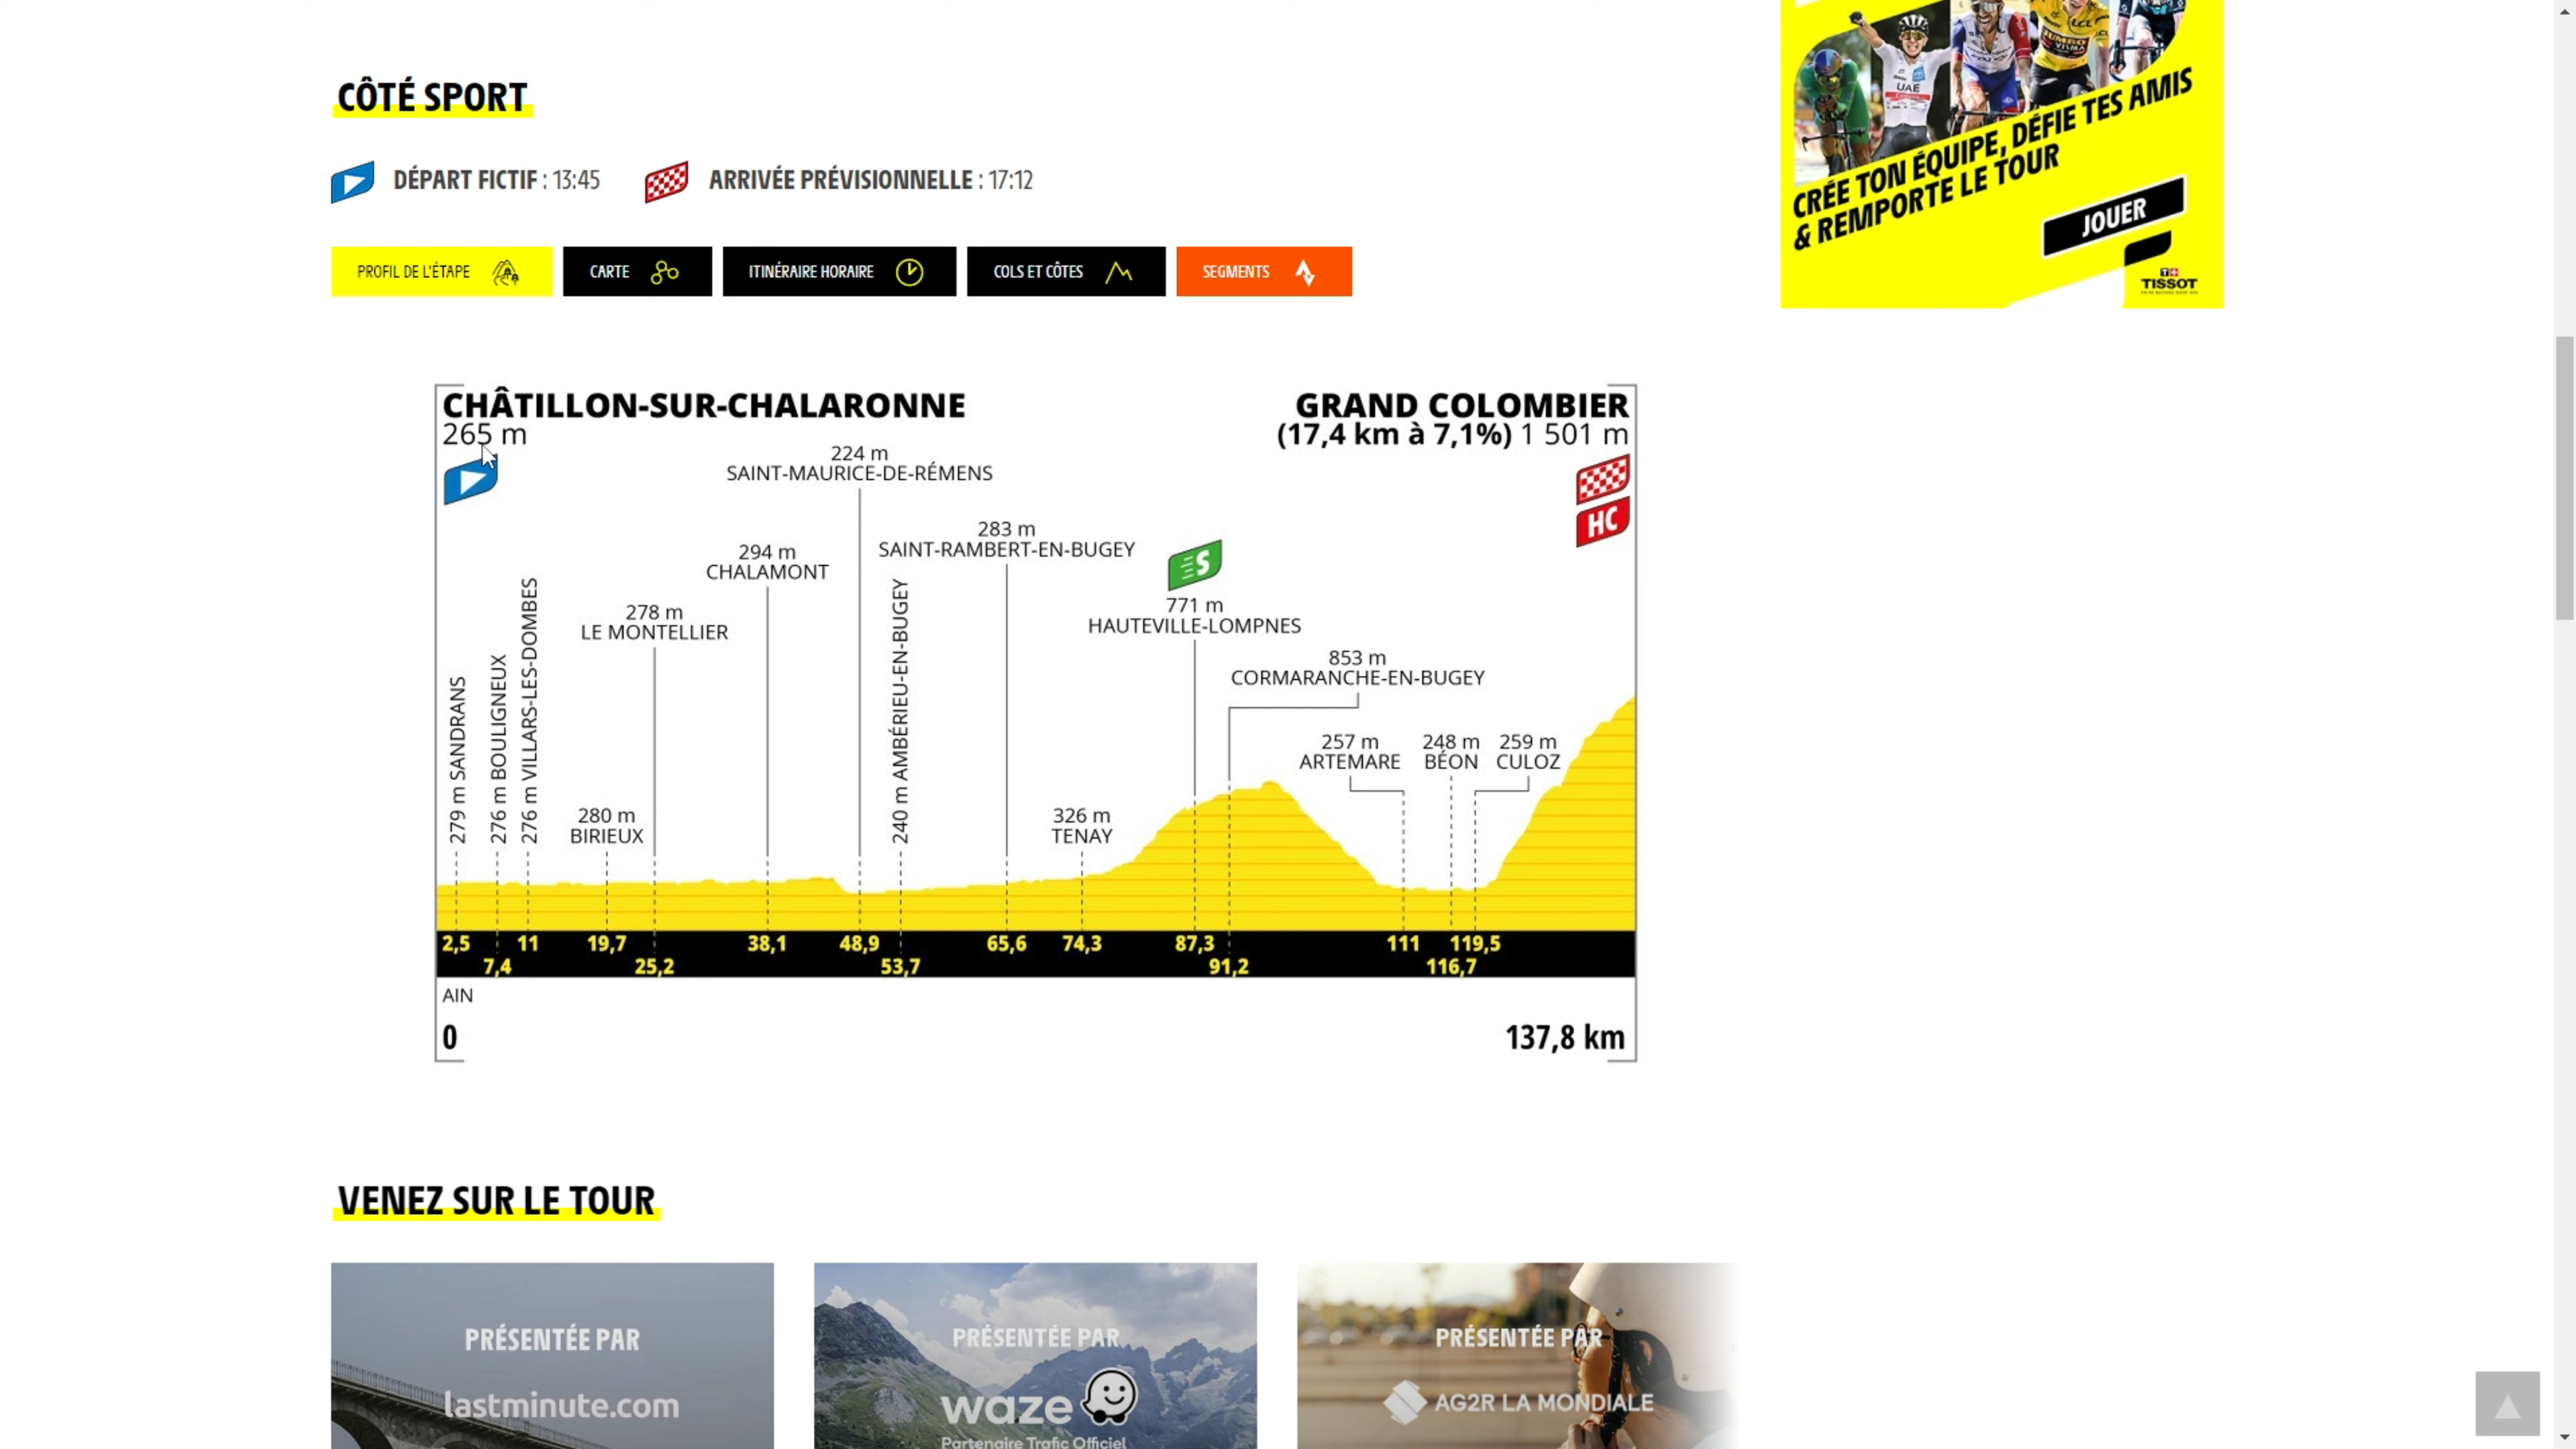 CÔTÉ SPORT
DÉPART FICTIF : 13:45
ARRIVÉE PRÉVISIONNELLE : 17:12
PROFIL DE L'ÉTAPE
CARTE
ITINÉRAIRE HORAIRE
COLS ET CÔTES
SEGMENTS
UAE
JUMBO
VISMA
LCL
CRÉE TON ÉQUIPE, DÉFIE TES AMIS
& REMPORTE LE TOUR
JOUER
T+
TISSOT
CHÂTILLON-SUR-CHALARONNE
265 m
GRAND COLOMBIER
(17,4 km à 7,1%) 1 501 m
HC
279 m SANDRANS
276 m BOULIGNEUX
276 m VILLARS-LES-DOMBES
280 m
BIRIEUX
278 m
LE MONTELLIER
294 m
CHALAMONT
224 m
SAINT-MAURICE-DE-RÉMENS
240 m AMBÉRIEU-EN-BUGEY
283 m
SAINT-RAMBERT-EN-BUGEY
326 m
TENAY
S
771 m
HAUTEVILLE-LOMPNES
853 m
CORMARANCHE-EN-BUGEY
257 m
ARTEMARE
248 m
BÉON
259 m
CULOZ
2,5
7,4
11
19,7
25,2
38,1
48,9
53,7
65,6
74,3
87,3
91,2
111
116,7
119,5
AIN
0
137,8 km
VENEZ SUR LE TOUR
PRÉSENTÉE PAR
lastminute.com
PRÉSENTÉE PAR
waze
Partenaire Trafic Officiel
PRÉSENTÉE PAR
AG2R LA MONDIALE